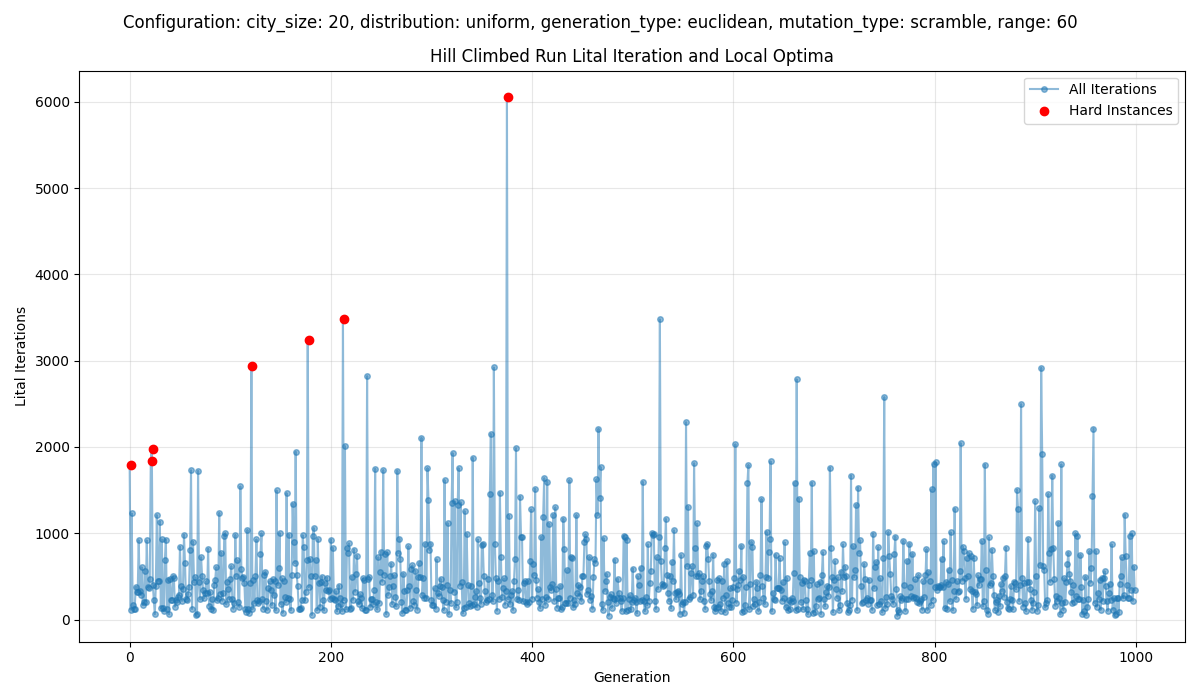 Configuration: city_size: 20, distribution: uniform, generation_type: euclidean, mutation_type: scramble, range: 60
Hill Climbed Run Lital Iteration and Local Optima
All Iterations
Hard Instances
Lital Iterations
6000
5000
4000
3000
2000
1000
0
0 200 400 600 800 1000
Generation